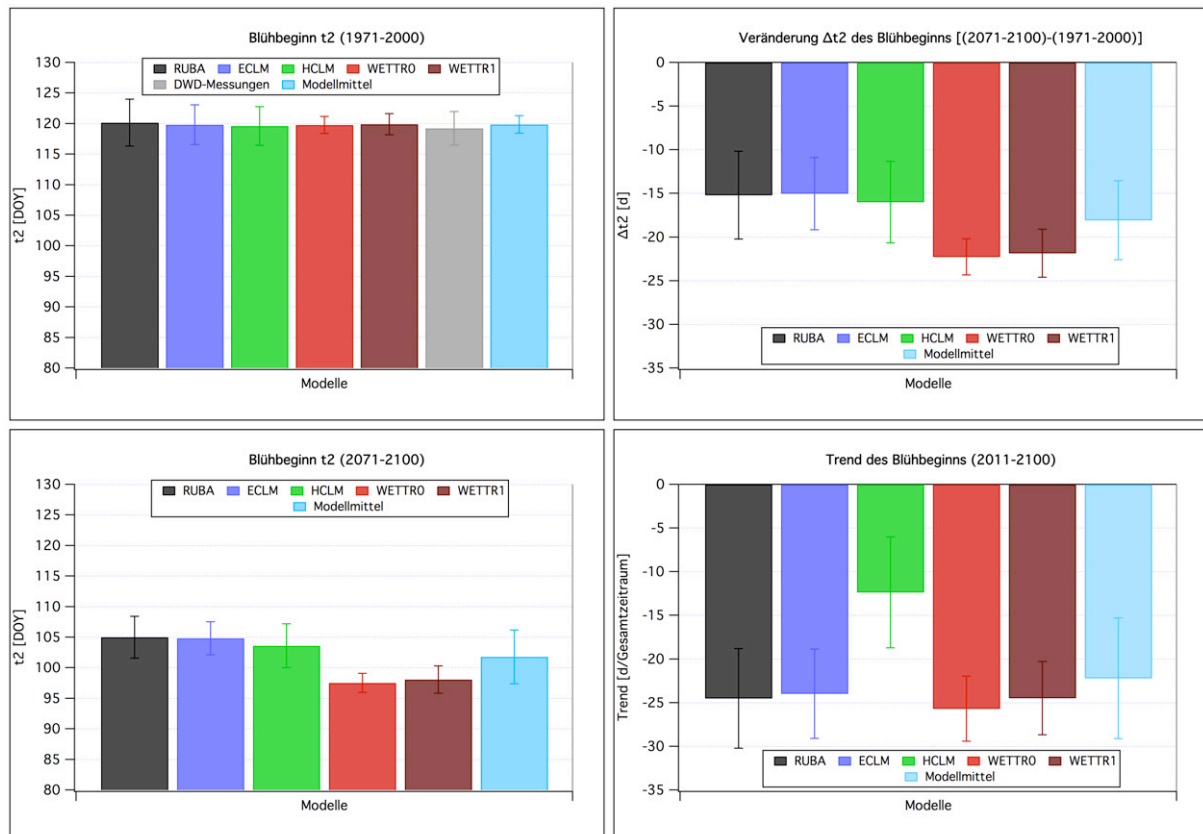 Blühbeginn t2 (1971-2000)
130
125
120
115
110
105
100
95
90
85
80
t2 [DOY]
RUBA ECLM HCLM WETTR0 WETTR1
DWD-Messungen Modellmittel
Modelle
Veränderung Δt2 des Blühbeginns [(2071-2100)-(1971-2000)]
0
-5
-10
-15
-20
-25
-30
-35
Δt2 [d]
RUBA ECLM HCLM WETTR0 WETTR1
Modellmittel
Modelle
Blühbeginn t2 (2071-2100)
130
125
120
115
110
105
100
95
90
85
80
t2 [DOY]
RUBA ECLM HCLM WETTR0 WETTR1
Modellmittel
Modelle
Trend des Blühbeginns (2011-2100)
0
-5
-10
-15
-20
-25
-30
-35
Trend [d/Gesamtzeitraum]
RUBA ECLM HCLM WETTR0 WETTR1
Modellmittel
Modelle